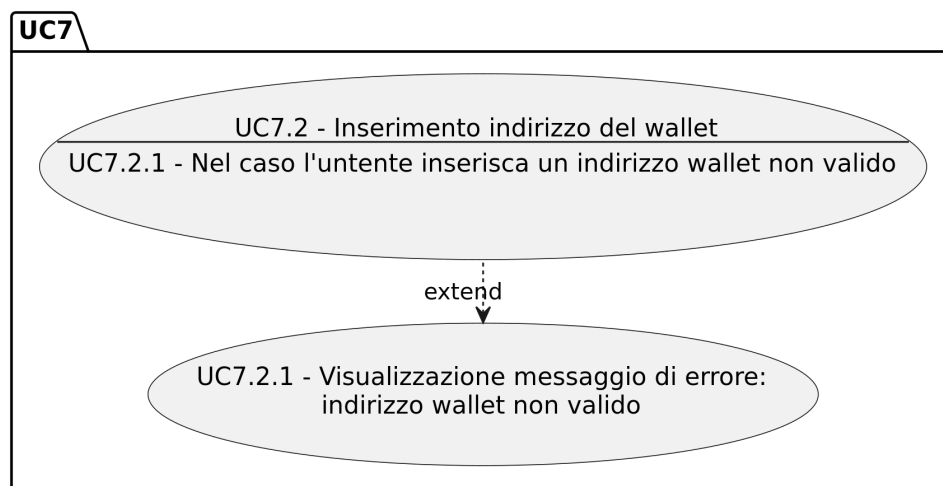 UC7
UC7.2 - Inserimento indirizzo del wallet
UC7.2.1 - Nel caso l'untente inserisca un indirizzo wallet non valido
extend
UC7.2.1 - Visualizzazione messaggio di errore:
indirizzo wallet non valido